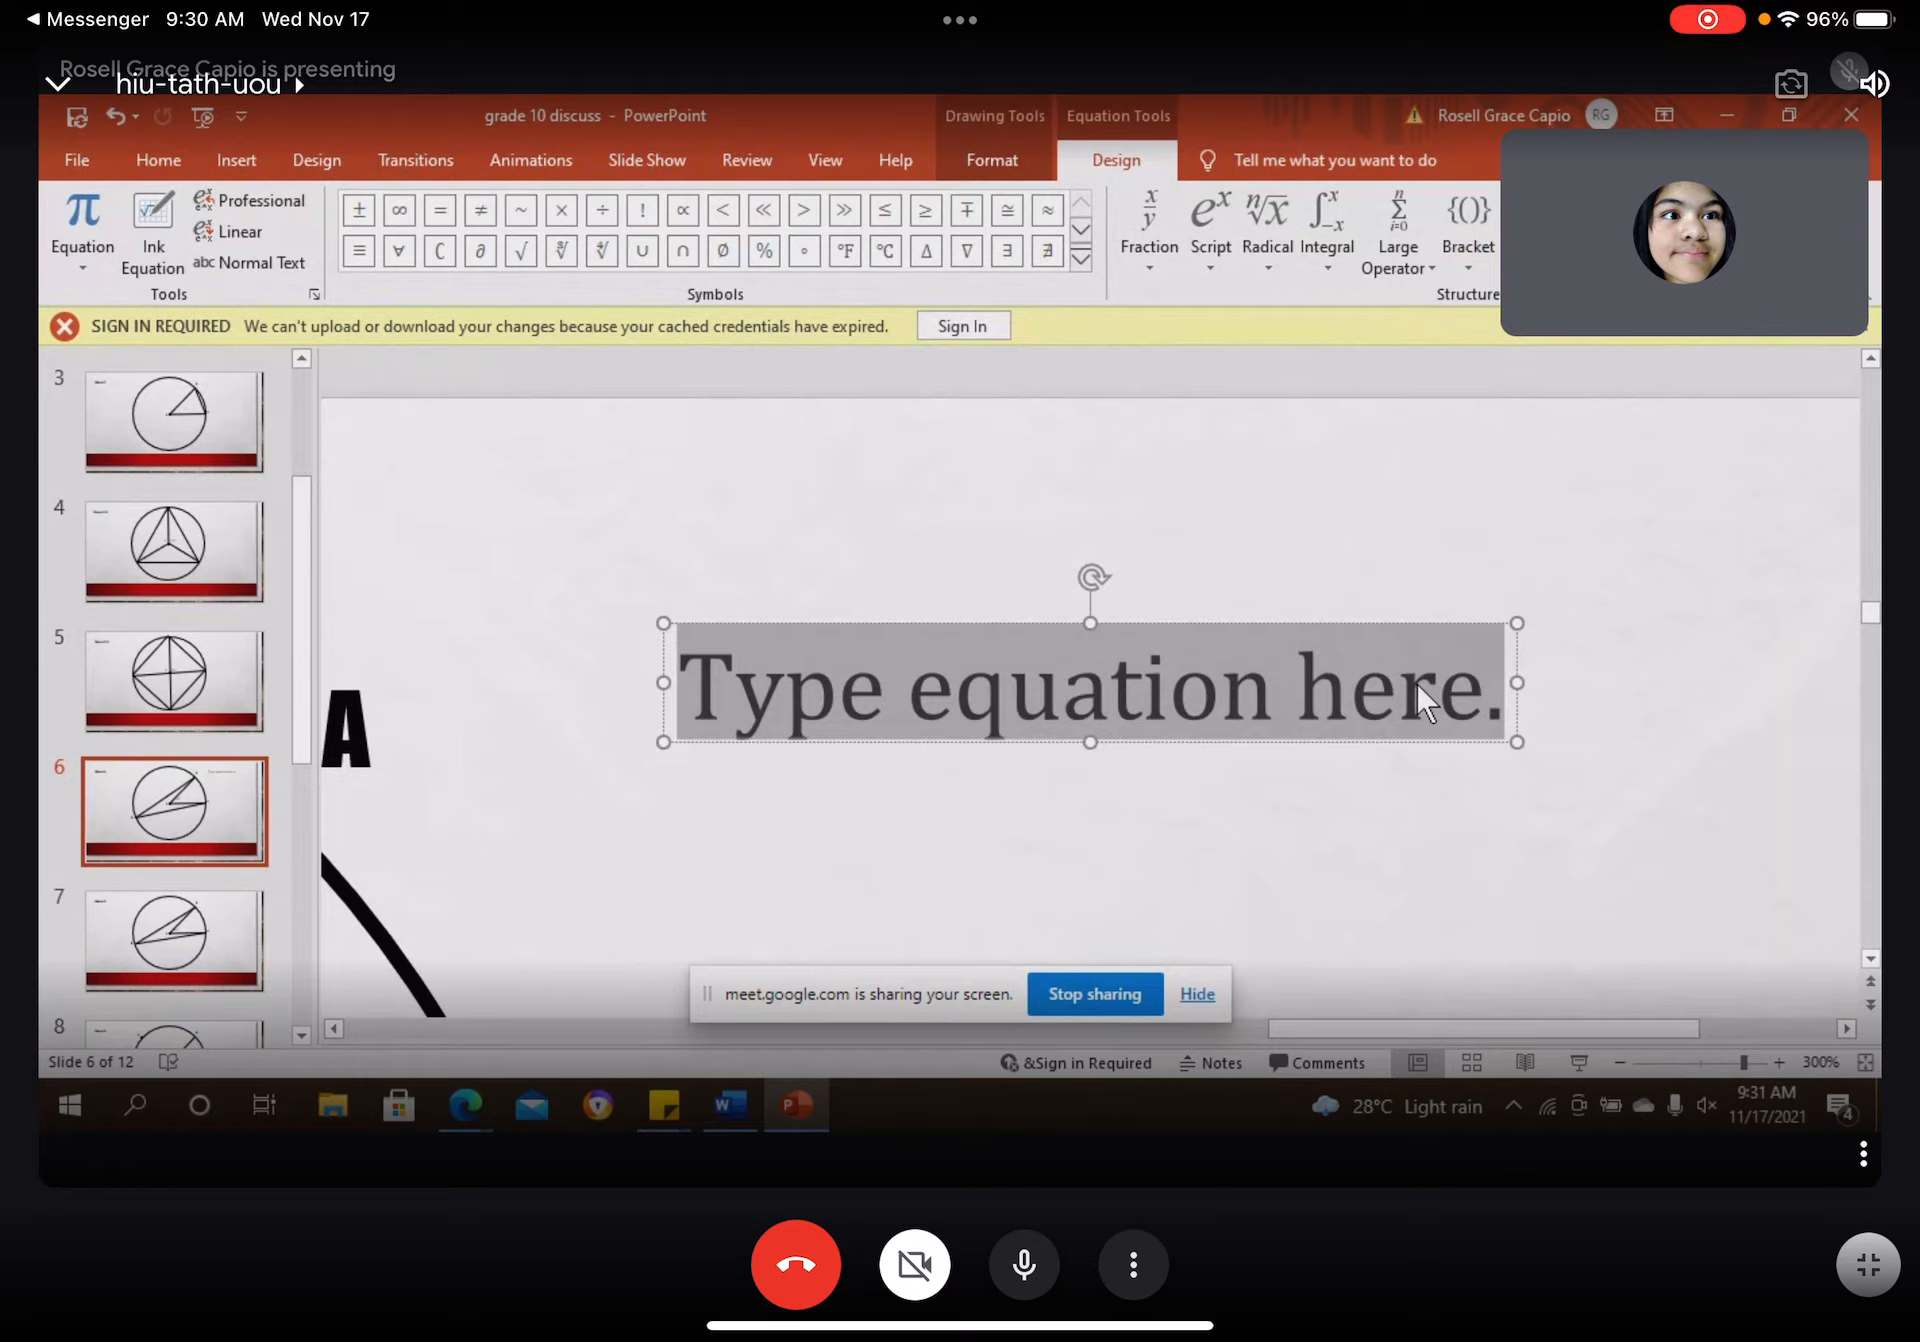 Messenger 9:30 AM Wed Nov 17
96%
Rosell Grace Capio is presenting
hiu-tath-uou
grade 10 discuss - PowerPoint
Drawing Tools
Equation Tools
Rosell Grace Capio
RG
File Home Insert Design Transitions Animations Slide Show Review View Help Format Design Tell me what you want to do
π
Equation
Ink Equation
Professional
Linear
abc Normal Text
Tools
± ∞ = ≠ ~ × ÷ ! ∝ < ≪ > ≫ ≤ ≥ ∓ ≅ ≈
≡ ∀ ∁ ∂ √ ∛ ∜ ∪ ∩ ∅ % ° °F °C ∆ ∇ ∃ ∄
Symbols
Fraction
Script
Radical
Integral
Large Operator
Bracket
Structure
SIGN IN REQUIRED We can't upload or download your changes because your cached credentials have expired. Sign In
3
4
5
6
7
8
A
Type equation here.
meet.google.com is sharing your screen. Stop sharing Hide
Slide 6 of 12
&Sign in Required Notes Comments 300%
28°C Light rain
9:31 AM
11/17/2021
4